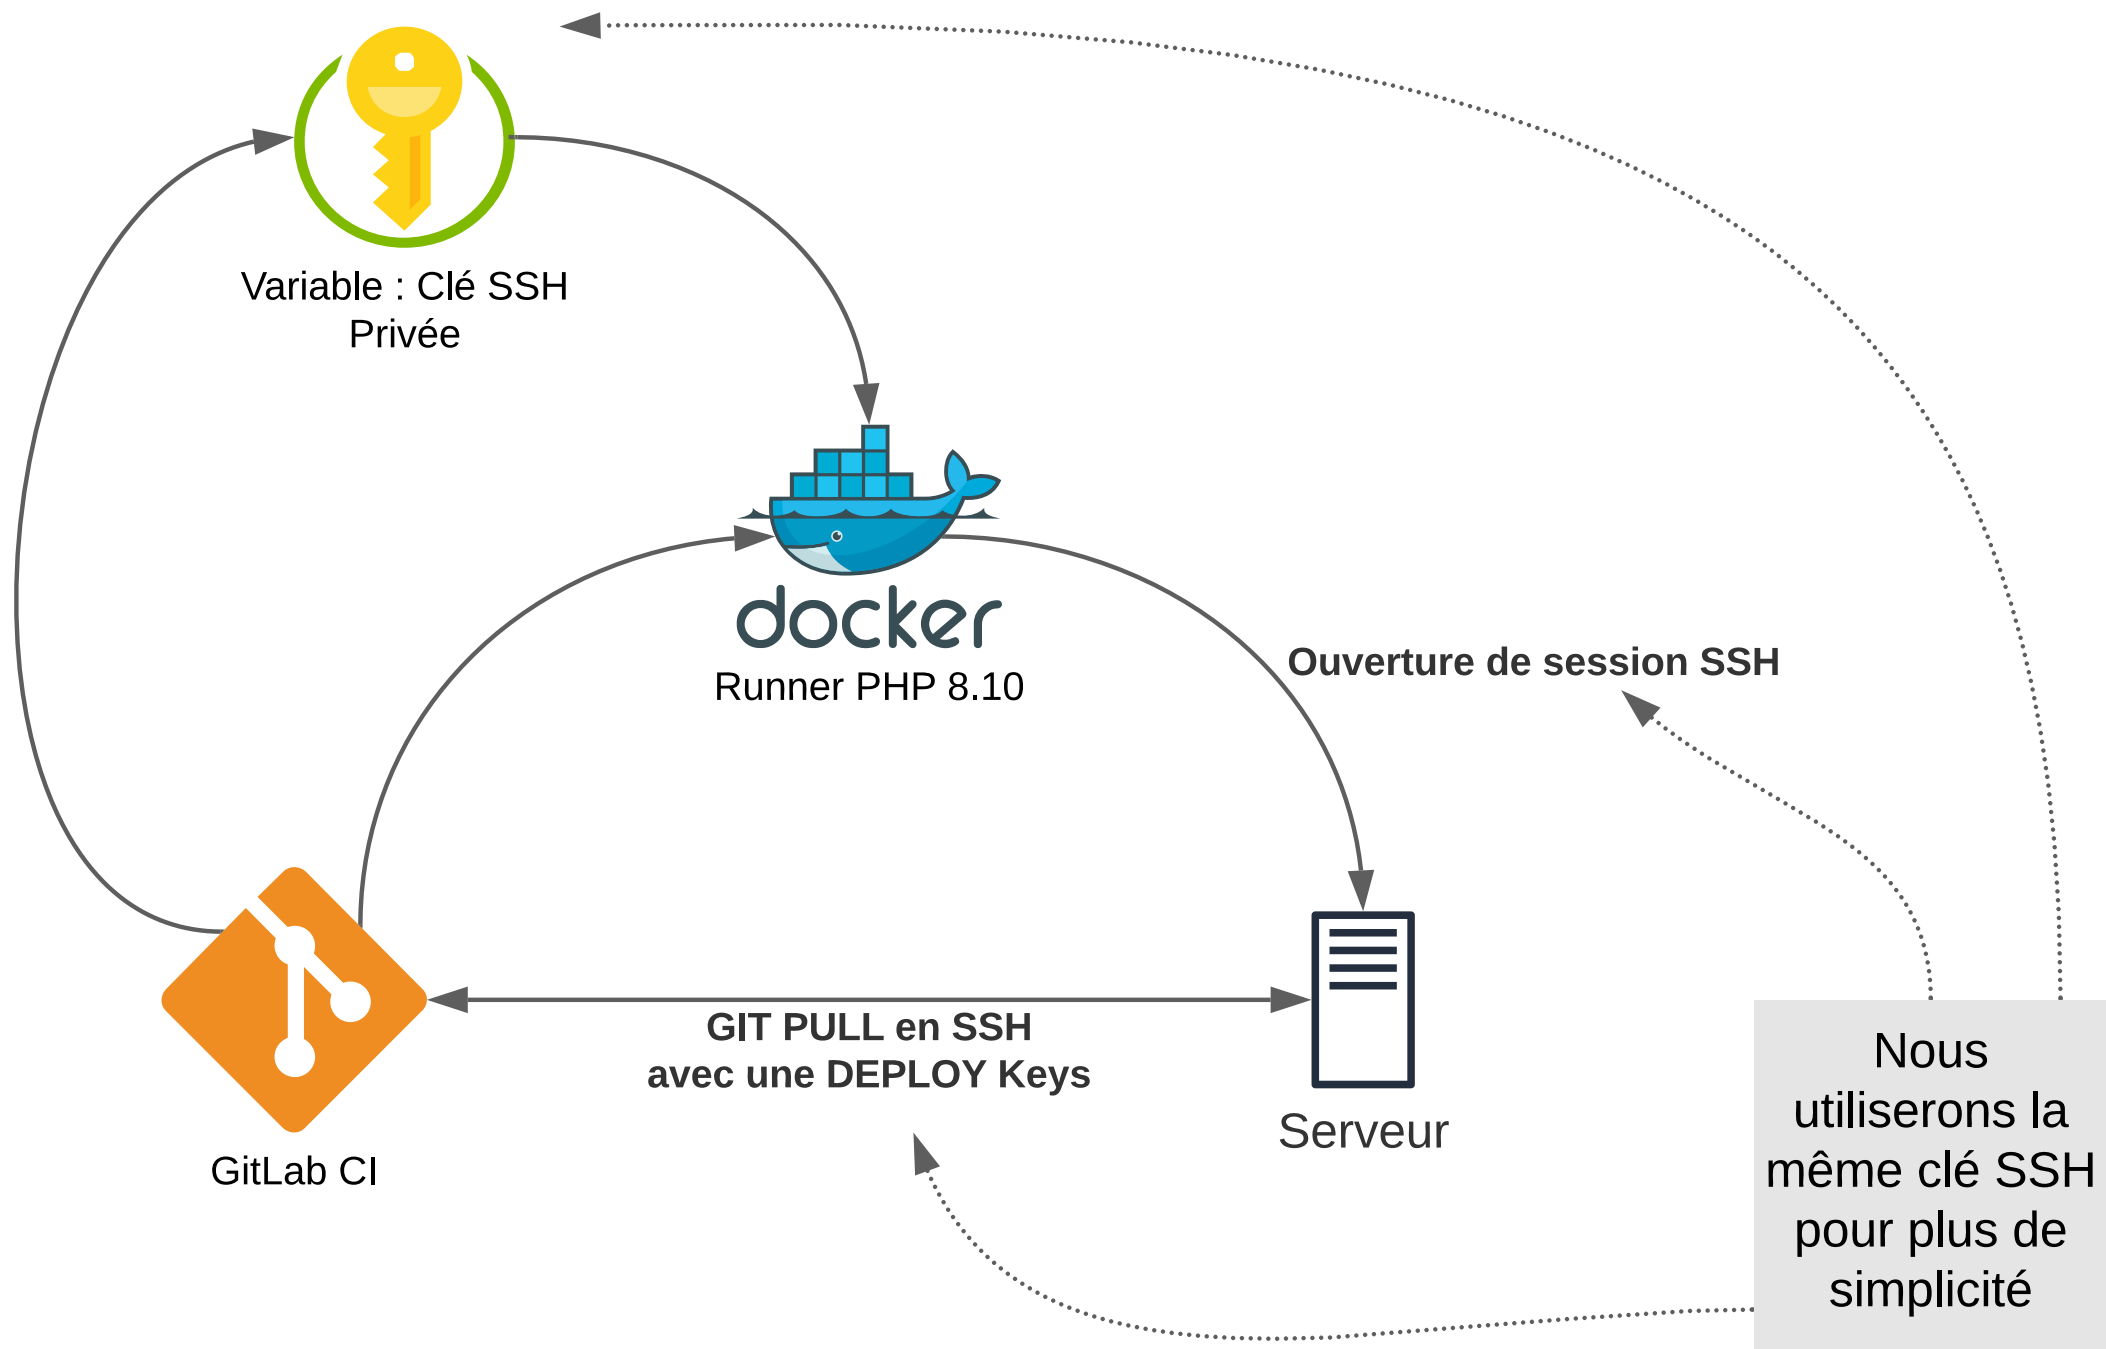 Variable : Clé SSH
Privée
docker
Runner PHP 8.10
Ouverture de session SSH
GIT PULL en SSH
avec une DEPLOY Keys
GitLab CI
Serveur
Nous
utiliserons la
même clé SSH
pour plus de
simplicité